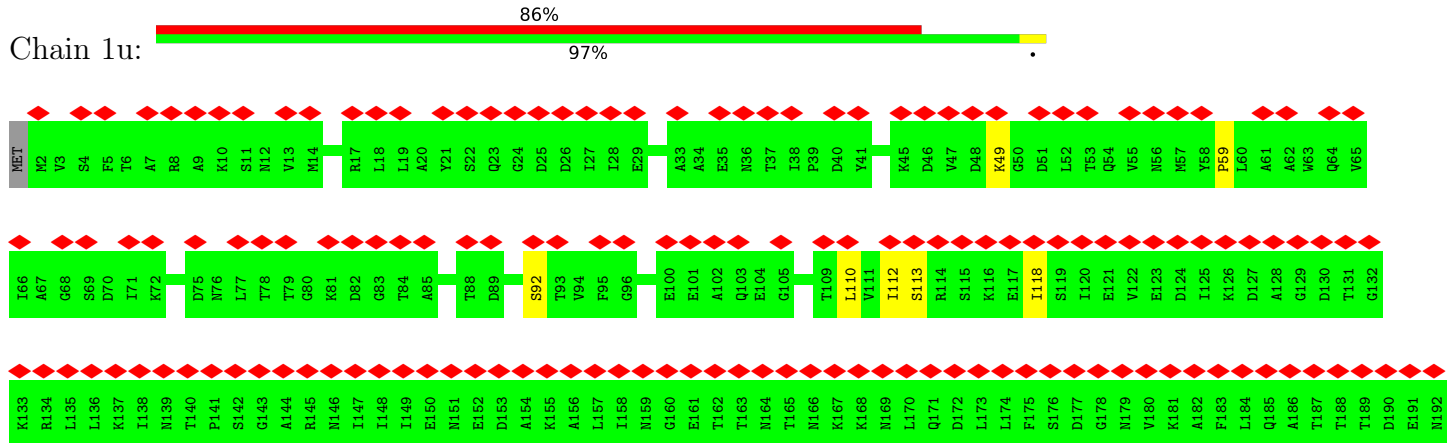 86%
Chain 1u:
97%
.
MET M2 V3 S4 F5 T6 A7 R8 A9 K10 S11 N12 V13 M14 R17 L18 L19 A20 Y21 S22 Q23 G24 D25 D26 I27 I28 E29 A33 A34 E35 N36 T37 I38 P39 D40 Y41 K45 D46 V47 D48 K49 G50 D51 L52 T53 Q54 V55 N56 M57 Y58 P59 L60 A61 A62 W63 Q64 V65
I66 A67 G68 S69 D70 I71 K72 D75 N76 L77 T78 T79 G80 K81 D82 G83 T84 A85 T88 D89 S92 T93 V94 F95 G96 E100 E101 A102 Q103 E104 G105 T109 L110 V111 I112 S113 R114 S115 K116 E117 I118 S119 I120 E121 V122 E123 D124 I125 K126 D127 A128 G129 D130 T131 G132
K133 R134 L135 L136 K137 I138 N139 T140 P141 S142 G143 A144 R145 N146 I147 I148 I149 E150 N151 E152 D153 A154 K155 A156 L157 I158 N159 G160 E161 T162 T163 N164 T165 N166 K167 K168 N169 L170 Q171 D172 L173 L174 F175 S176 D177 G178 N179 V180 K181 A182 F183 L184 Q185 A186 T187 T188 T189 D190 E191 N192